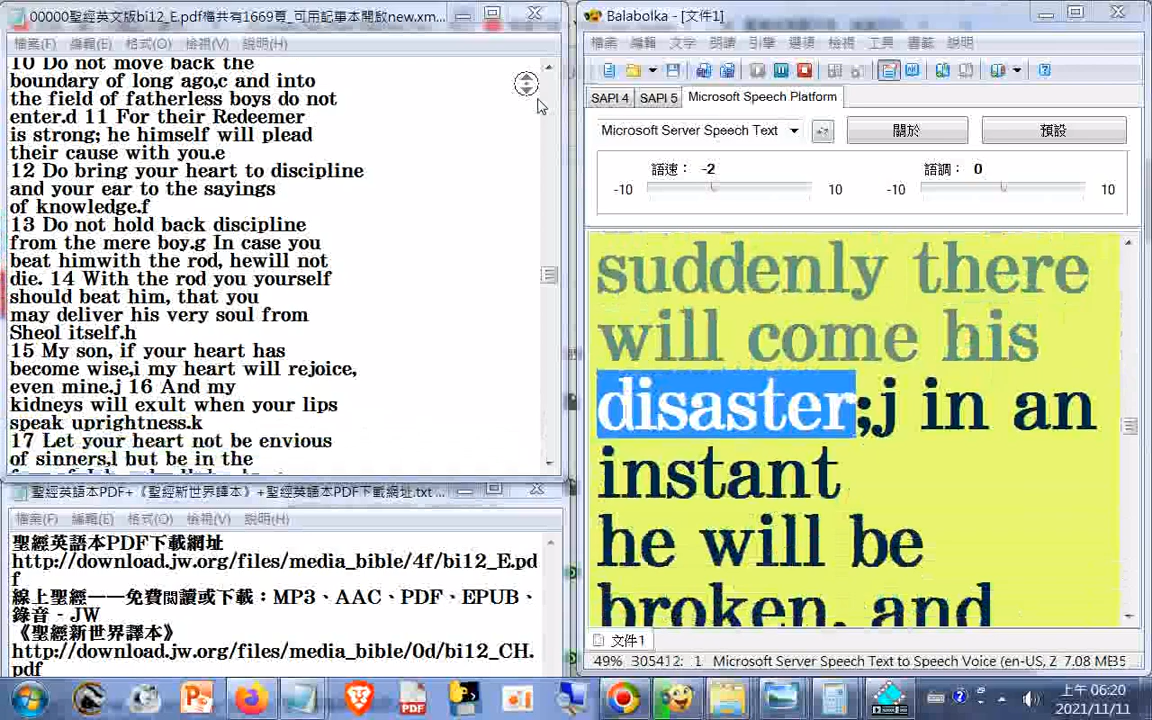 00000聖經英文版bi12_E.pdf檔共有1669頁_可用記事本開啟new.xm...
檔案(F) 編輯(E) 格式(O) 檢視(V) 說明(H)
10 Do not move back the
boundary of long ago,c and into
the field of fatherless boys do not
enter.d 11 For their Redeemer
is strong; he himself will plead
their cause with you.e
12 Do bring your heart to discipline
and your ear to the sayings
of knowledge.f
13 Do not hold back discipline
from the mere boy.g In case you
beat himwith the rod, hewill not
die. 14 With the rod you yourself
should beat him, that you
may deliver his very soul from
Sheol itself.h
15 My son, if your heart has
become wise,i my heart will rejoice,
even mine.j 16 And my
kidneys will exult when your lips
speak uprightness.k
17 Let your heart not be envious
of sinners,l but be in the
聖經英語本PDF+《聖經新世界譯本》+聖經英語本PDF下載網址.txt ...
檔案(F) 編輯(E) 格式(O) 檢視(V) 說明(H)
聖經英語本PDF下載網址
http://download.jw.org/files/media_bible/4f/bi12_E.pd
f
線上聖經——免費閱讀或下載：MP3、AAC、PDF、EPUB、
錄音 - JW
《聖經新世界譯本》
http://download.jw.org/files/media_bible/0d/bi12_CH.
pdf
Balabolka - [文件1]
檔案 編輯 文字 朗讀 引擎 選項 檢視 工具 書籤 說明
SAPI 4 SAPI 5 Microsoft Speech Platform
Microsoft Server Speech Text 關於 預設
語速： -2 語調： 0
-10 10 -10 10
suddenly there
will come his
disaster;j in an
instant
he will be
broken, and
文件1
49% 305412: 1 Microsoft Server Speech Text to Speech Voice (en-US, Z 7.08 MB
上午 06:20
2021/11/11